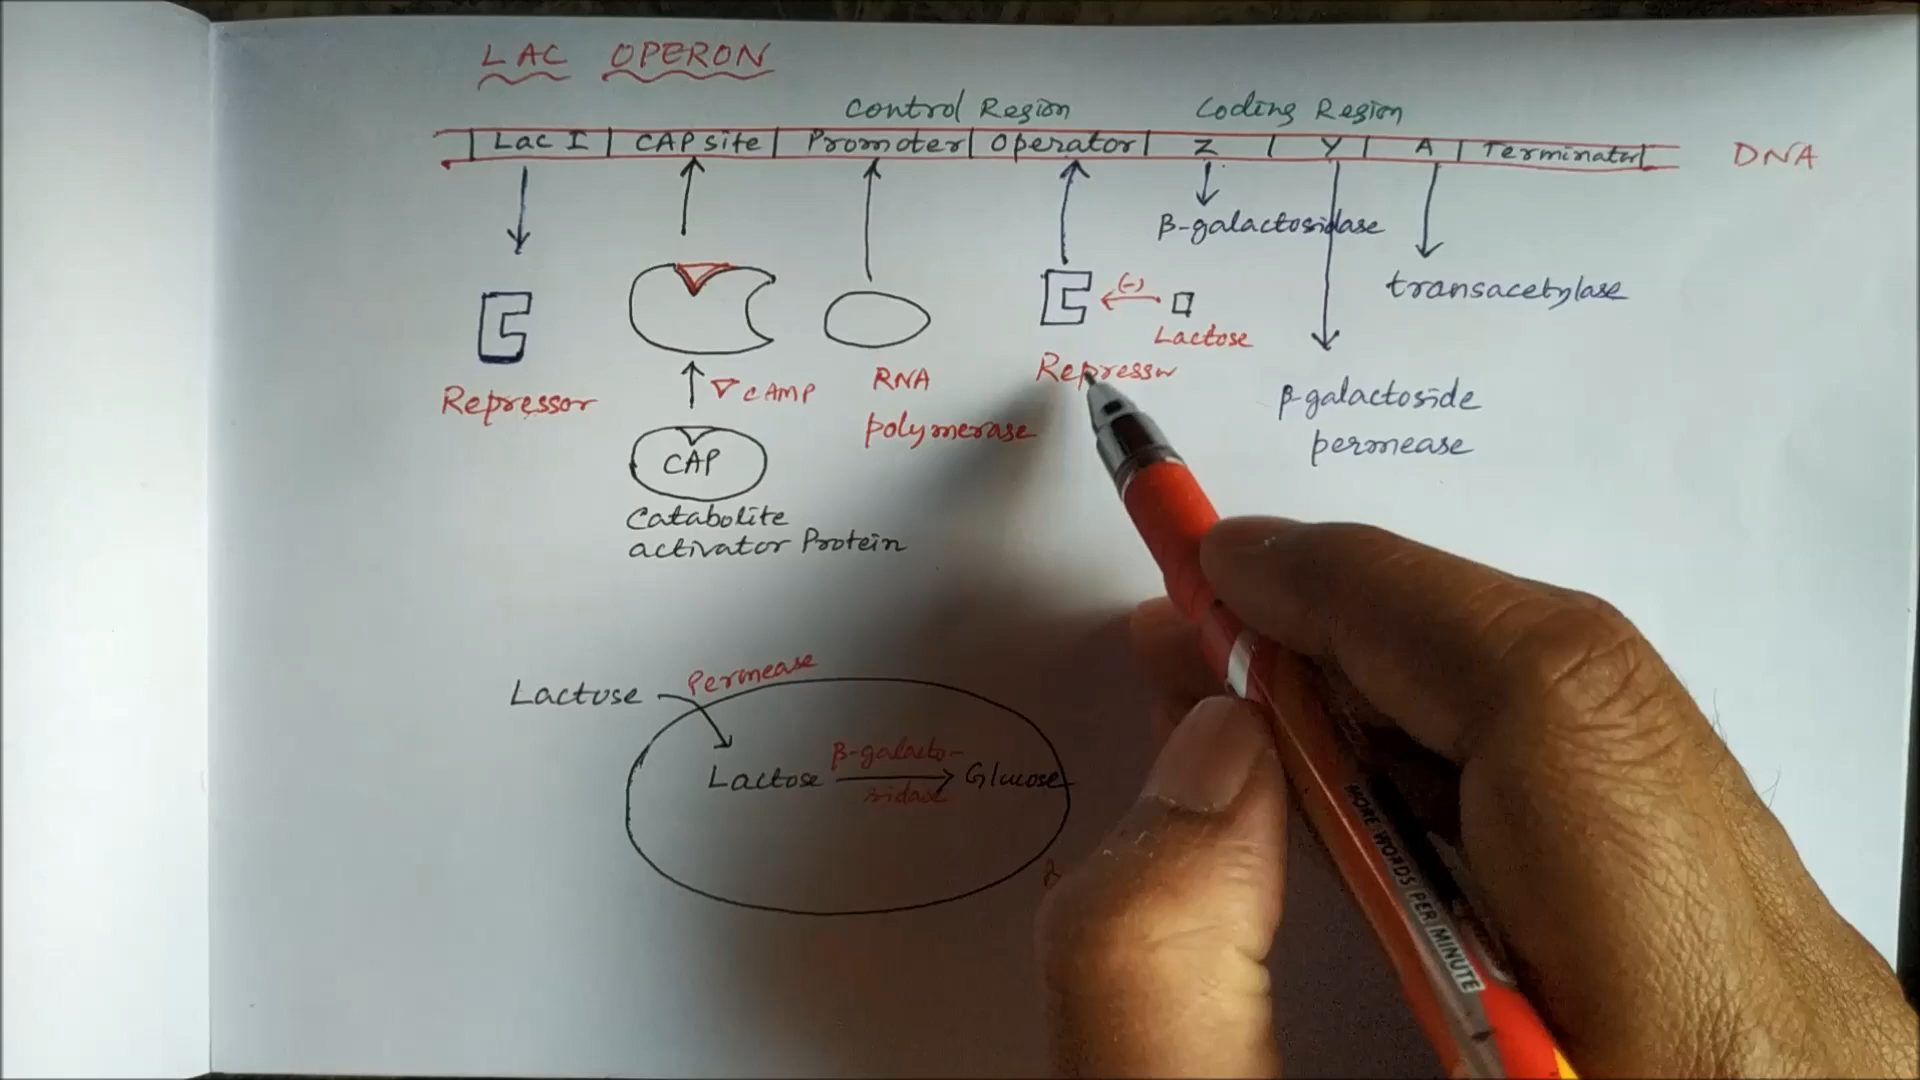 LAC OPERON
Control Region
Coding Region
Lac I CAP site Promoter Operator Z Y A Terminator
DNA
β-galactosidase
transacetylase
(-)
Lactose
Repressor
Repressor
β-galactoside
permease
cAMP
RNA
polymerase
CAP
Catabolite
activator Protein
Lactose
Permease
Lactose
β-galacto-
sidase
Glucose
MORE WORDS PER MINUTE